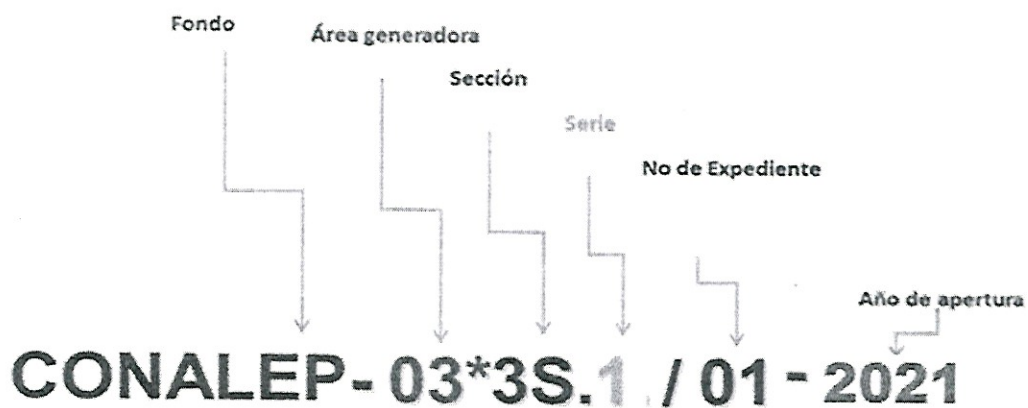 Fondo
Área generadora
Sección
Serie
No de Expediente
Año de apertura
CONALEP- 03*3S.1 / 01 - 2021